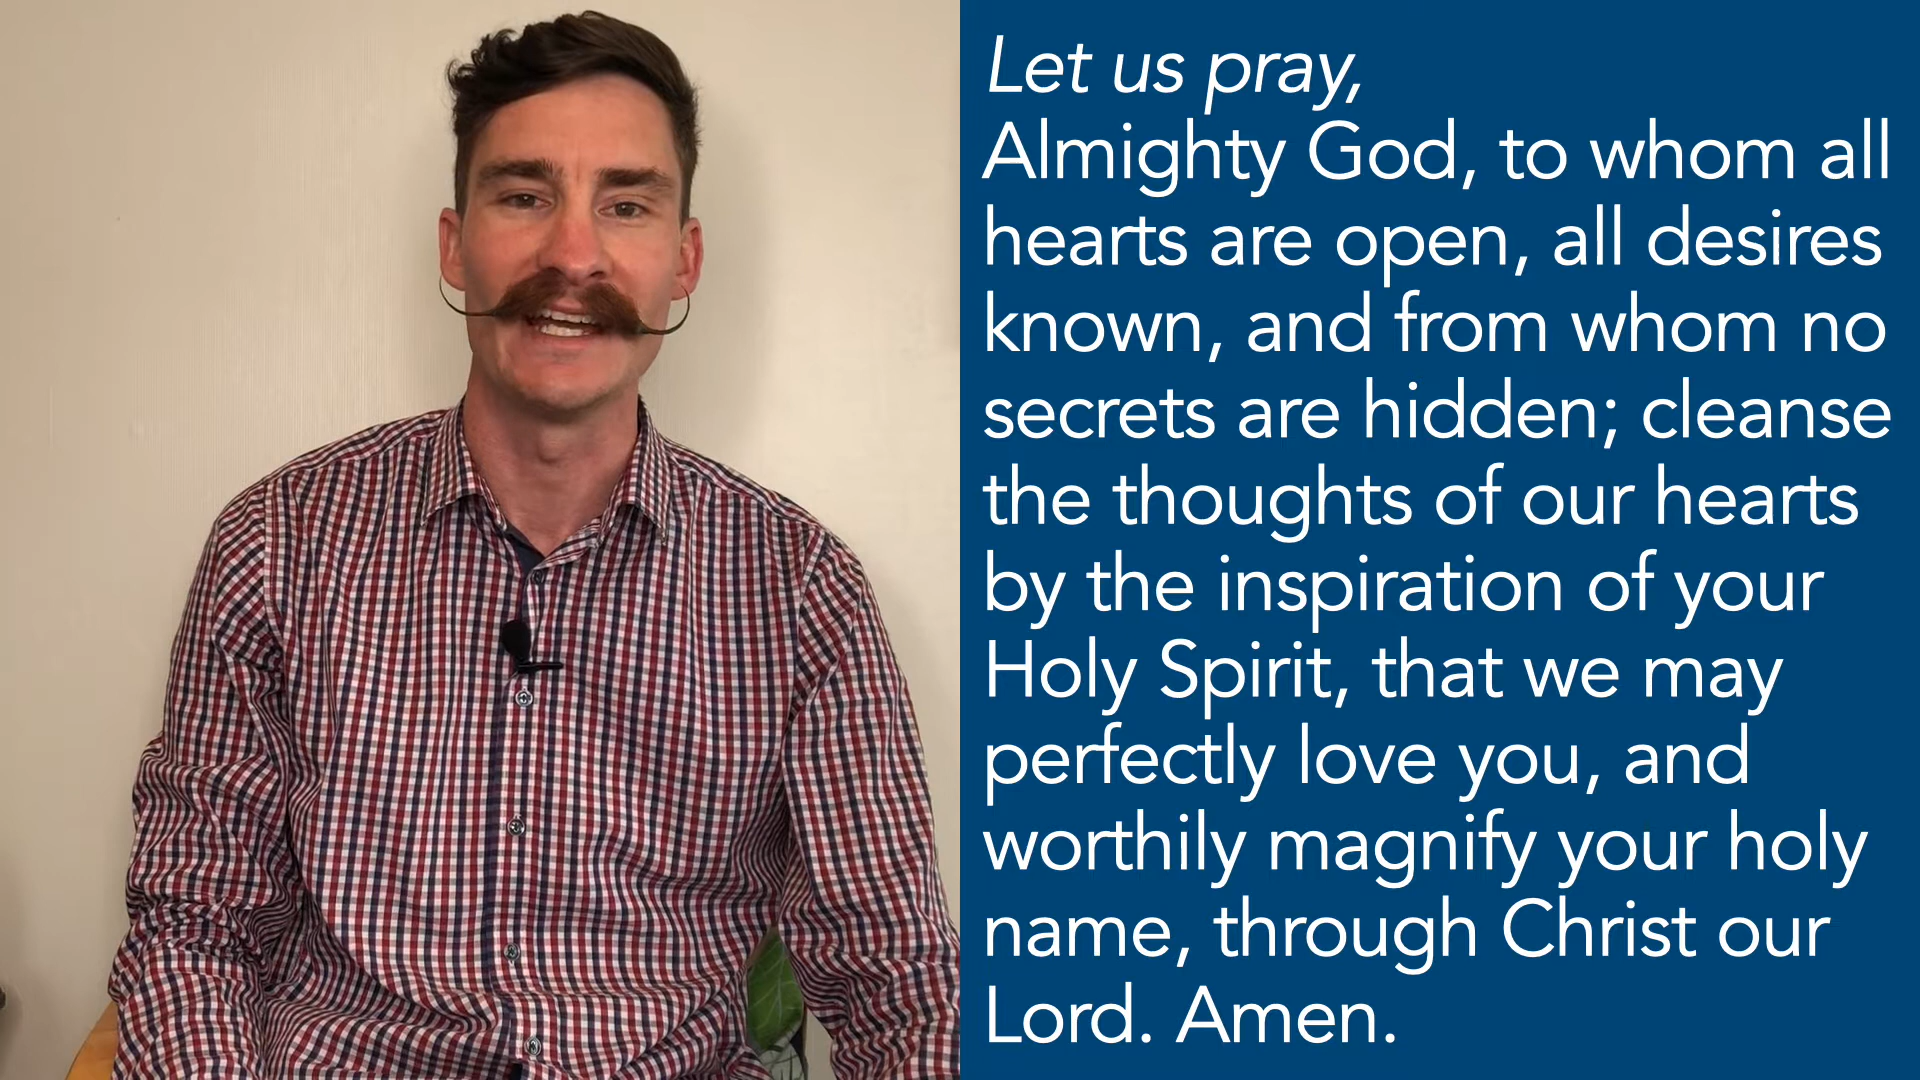 Let us pray,
Almighty God, to whom all
hearts are open, all desires
known, and from whom no
secrets are hidden; cleanse
the thoughts of our hearts
by the inspiration of your
Holy Spirit, that we may
perfectly love you, and
worthily magnify your holy
name, through Christ our
Lord. Amen.